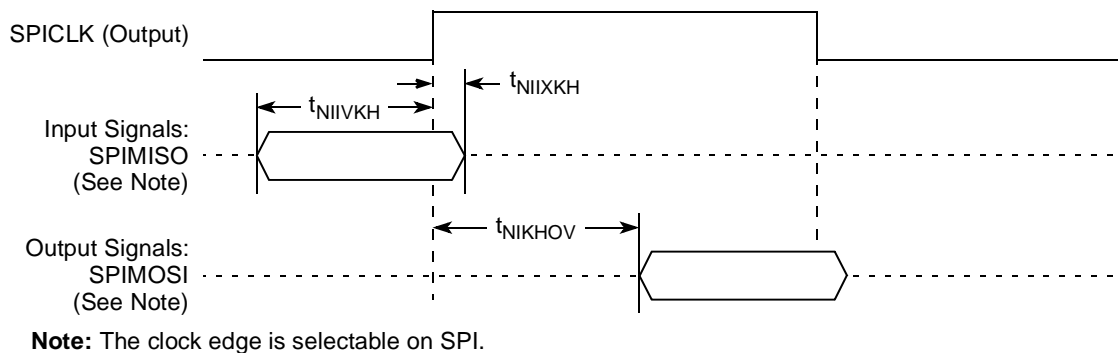 SPICLK (Output)
tNIIXKH
tNIIVKH
Input Signals:
SPIMISO
(See Note)
tNIKHOV
Output Signals:
SPIMOSI
(See Note)
Note: The clock edge is selectable on SPI.